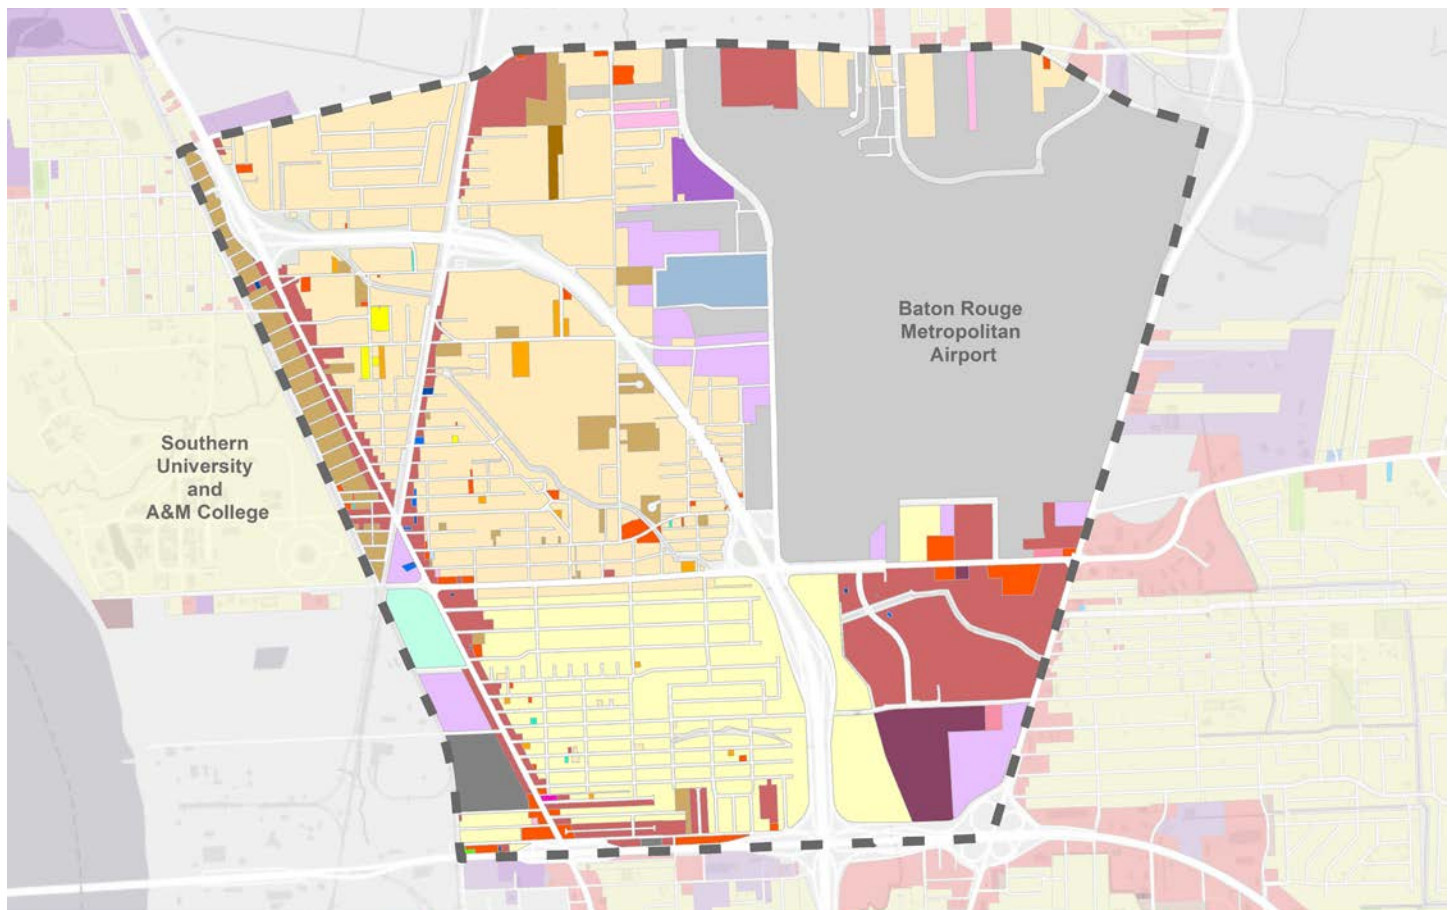 Baton Rouge
Metropolitan
Airport
Southern
University
and
A&M College